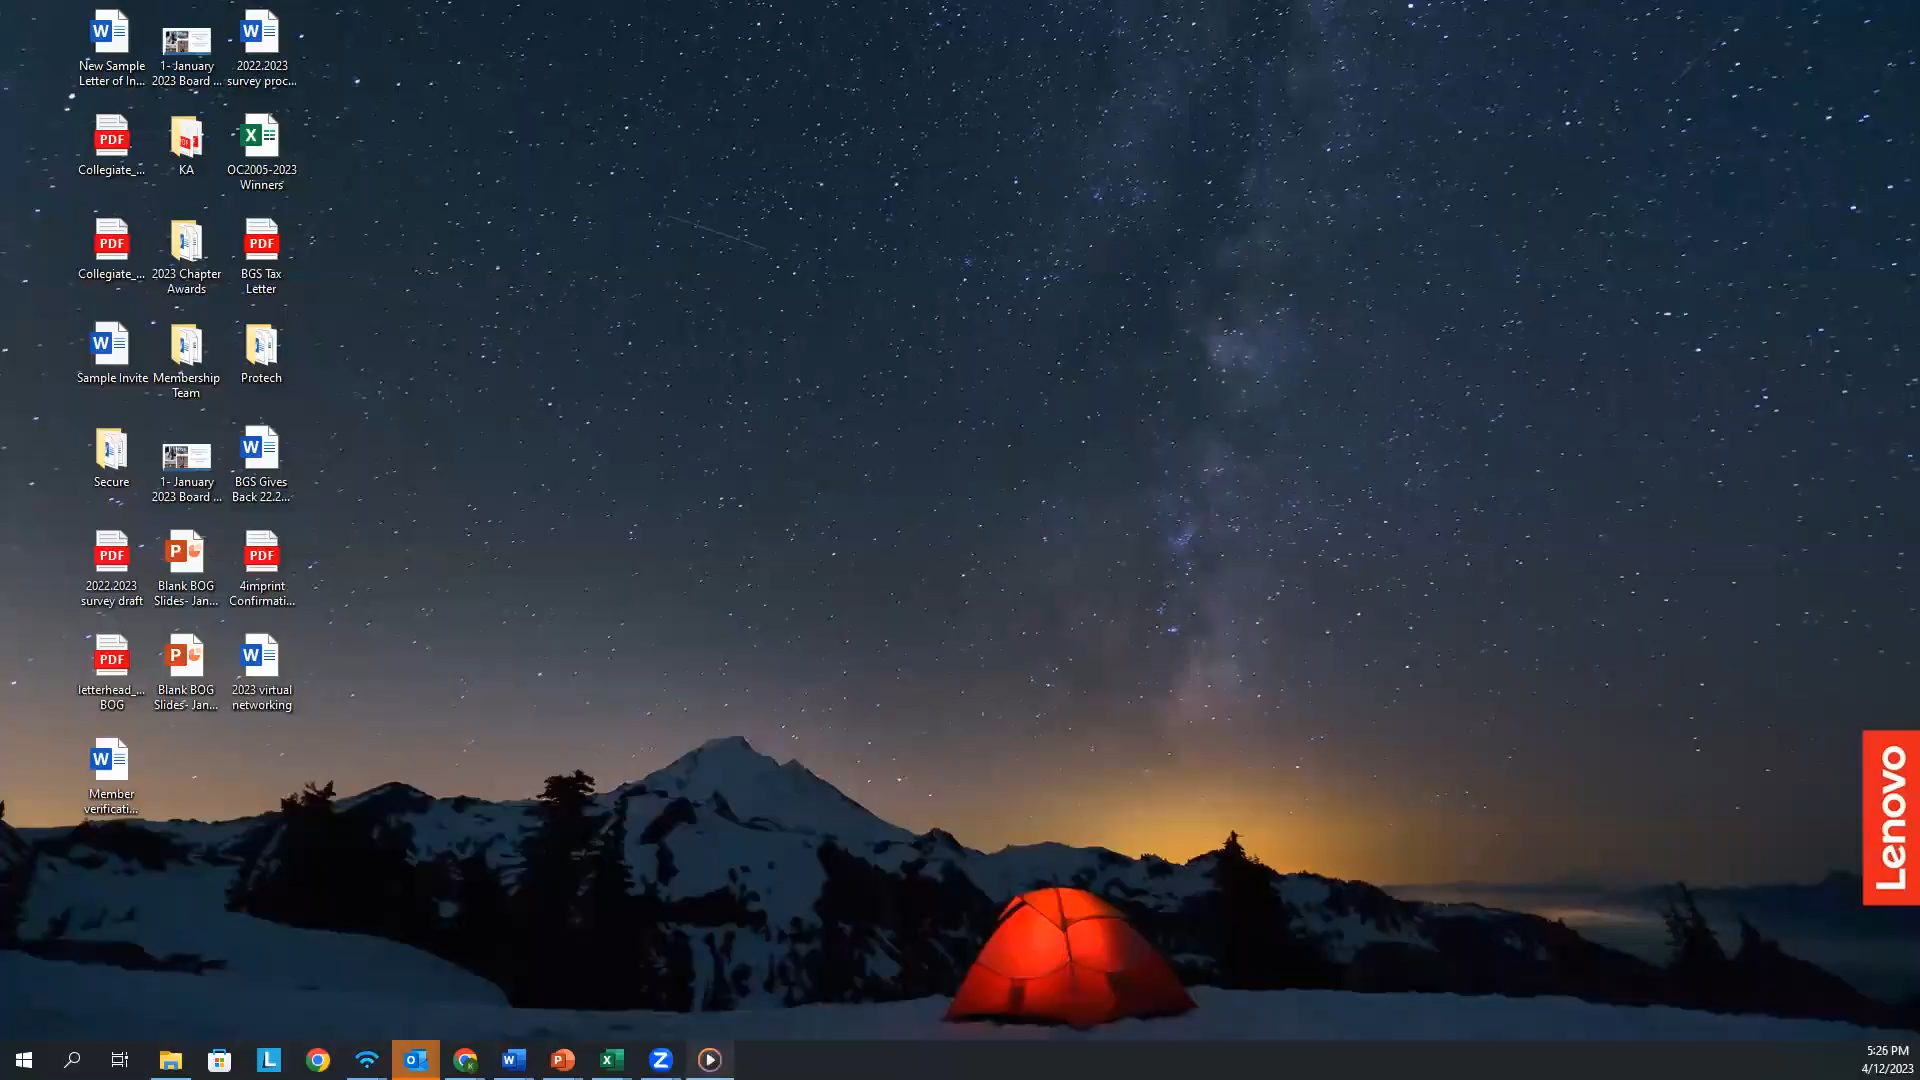 New Sample
Letter of In...
1- January
2023 Board ...
2022.2023
survey proc...
PDF
Collegiate_...
KA
OC2005-2023
Winners
PDF
Collegiate_...
2023 Chapter
Awards
PDF
BGS Tax
Letter
Sample Invite
Membership
Team
Protech
Secure
1- January
2023 Board ...
BGS Gives
Back 22.2...
PDF
2022.2023
survey draft
Blank BOG
Slides- Jan...
PDF
4imprint
Confirmati...
PDF
letterhead_...
BOG
Blank BOG
Slides- Jan...
2023 virtual
networking
Member
verificati...
Lenovo
5:26 PM
4/12/2023